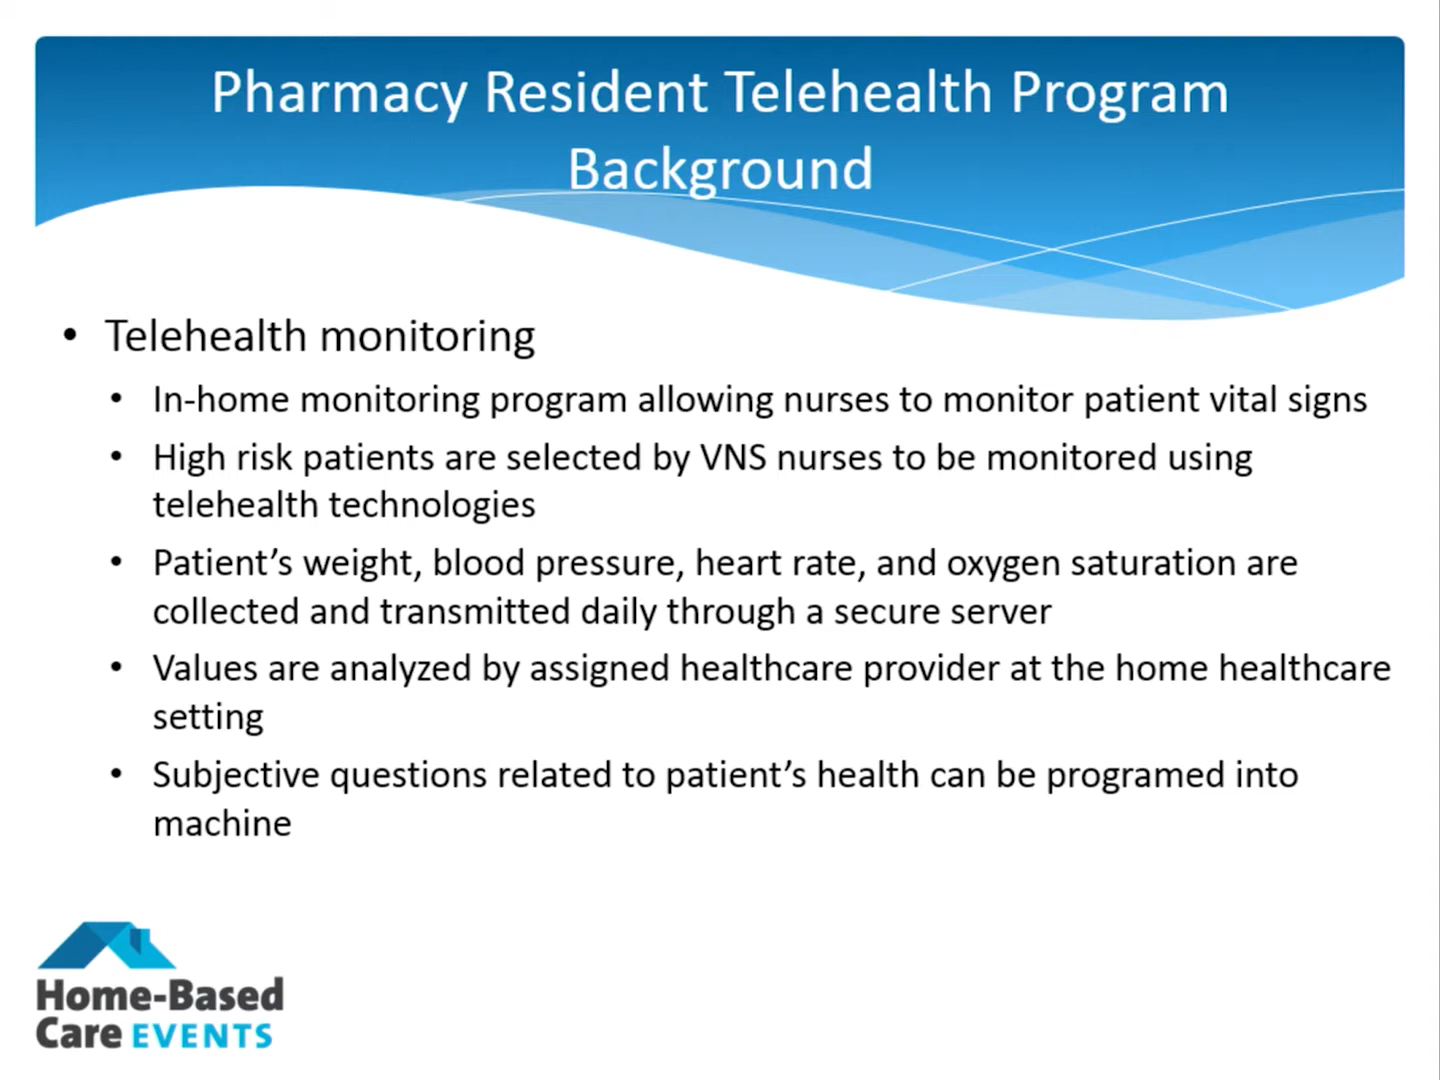 Pharmacy Resident Telehealth Program
Background
• Telehealth monitoring
• In-home monitoring program allowing nurses to monitor patient vital signs
• High risk patients are selected by VNS nurses to be monitored using
telehealth technologies
• Patient’s weight, blood pressure, heart rate, and oxygen saturation are
collected and transmitted daily through a secure server
• Values are analyzed by assigned healthcare provider at the home healthcare
setting
• Subjective questions related to patient’s health can be programed into
machine
Home-Based
Care EVENTS